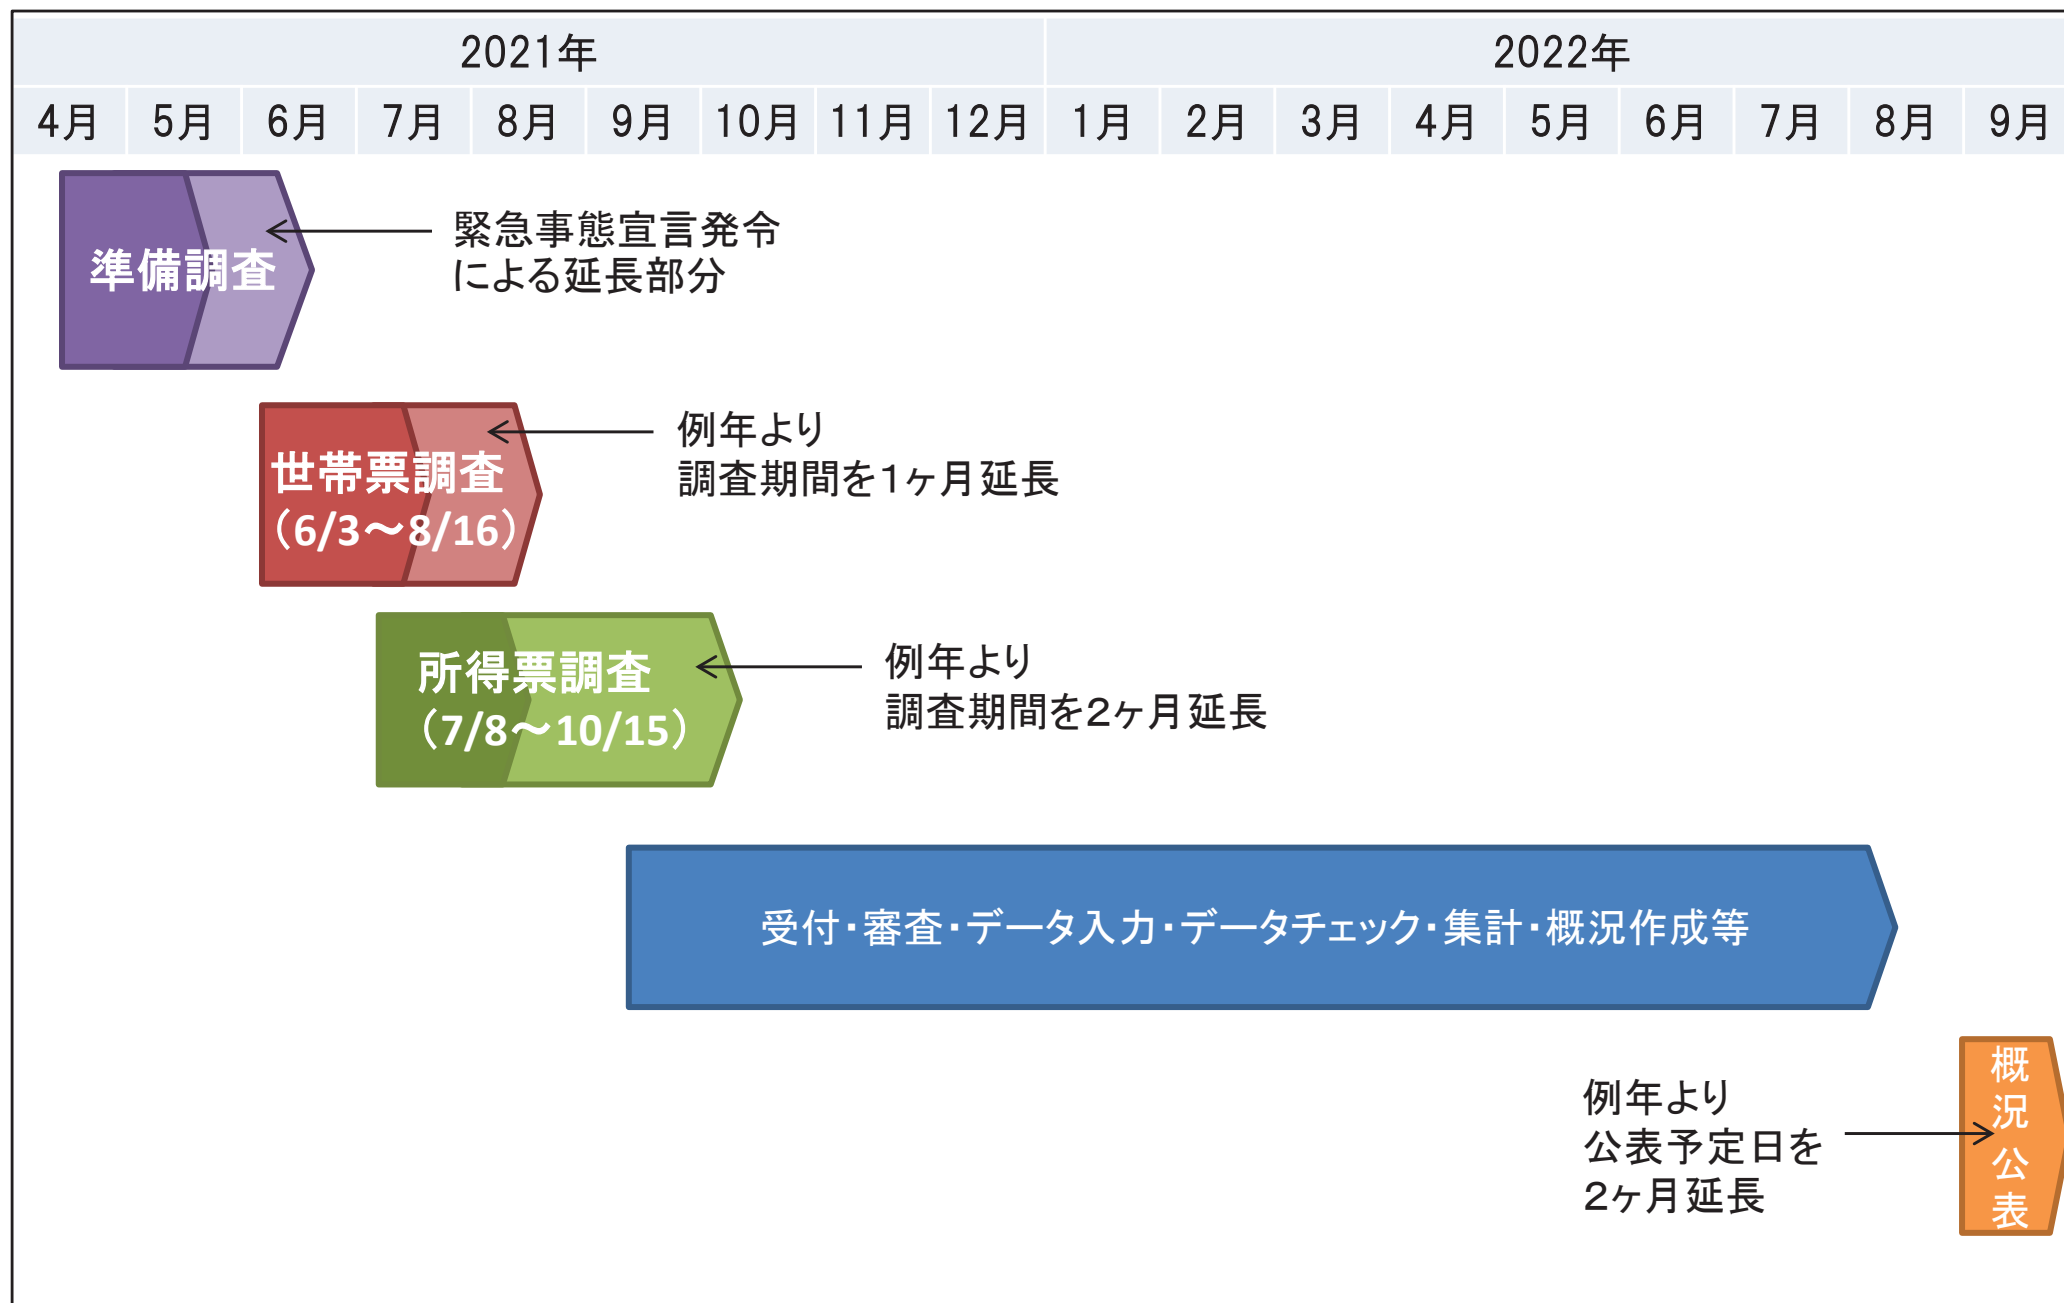 2021年
2022年
4月
5月
6月
7月
8月
9月
10月
11月
12月
1月
2月
3月
4月
5月
6月
7月
8月
9月
準備調査
緊急事態宣言発令
による延長部分
世帯票調査
（6/3～8/16）
例年より
調査期間を1ヶ月延長
所得票調査
（7/8～10/15）
例年より
調査期間を2ヶ月延長
受付・審査・データ入力・データチェック・集計・概況作成等
例年より
公表予定日を
2ヶ月延長
概況公表